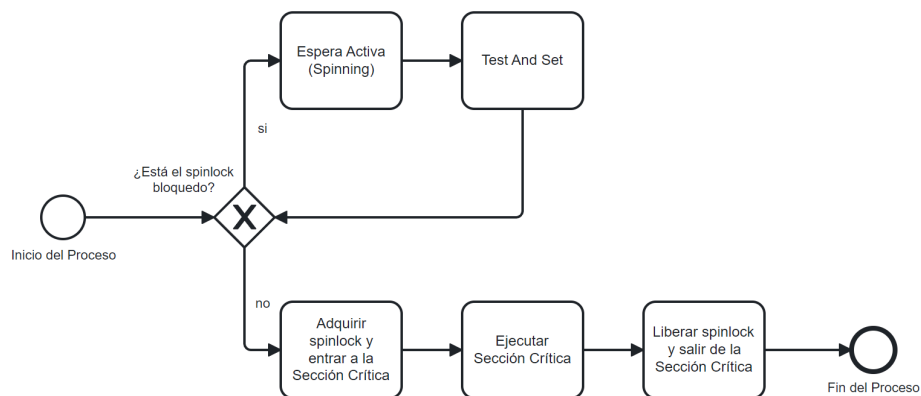 Espera Activa
(Spinning)
Test And Set
si
¿Está el spinlock
bloquedo?
X
Inicio del Proceso
no
Adquirir
spinlock y
entrar a la
Sección Crítica
Ejecutar
Sección Crítica
Liberar spinlock
y salir de la
Sección Crítica
Fin del Proceso